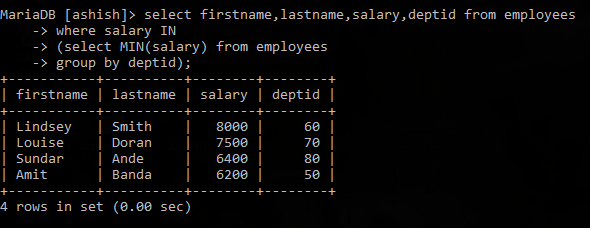 MariaDB [ashish]> select firstname,lastname,salary,deptid from employees
    -> where salary IN
    -> (select MIN(salary) from employees
    -> group by deptid);
+-----------+----------+--------+--------+
| firstname | lastname | salary | deptid |
+-----------+----------+--------+--------+
| Lindsey   | Smith    |   8000 |     60 |
| Louise    | Doran    |   7500 |     70 |
| Sundar    | Ande     |   6400 |     80 |
| Amit      | Banda    |   6200 |     50 |
+-----------+----------+--------+--------+
4 rows in set (0.00 sec)